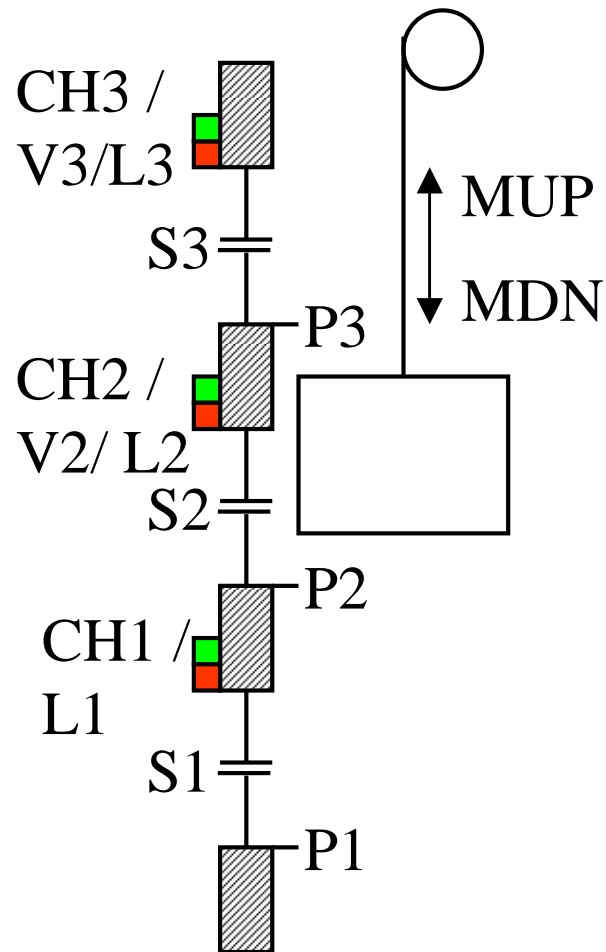 CH3 /
V3/L3
MUP
S3
MDN
P3
CH2 /
V2/ L2
S2
P2
CH1 /
L1
S1
P1